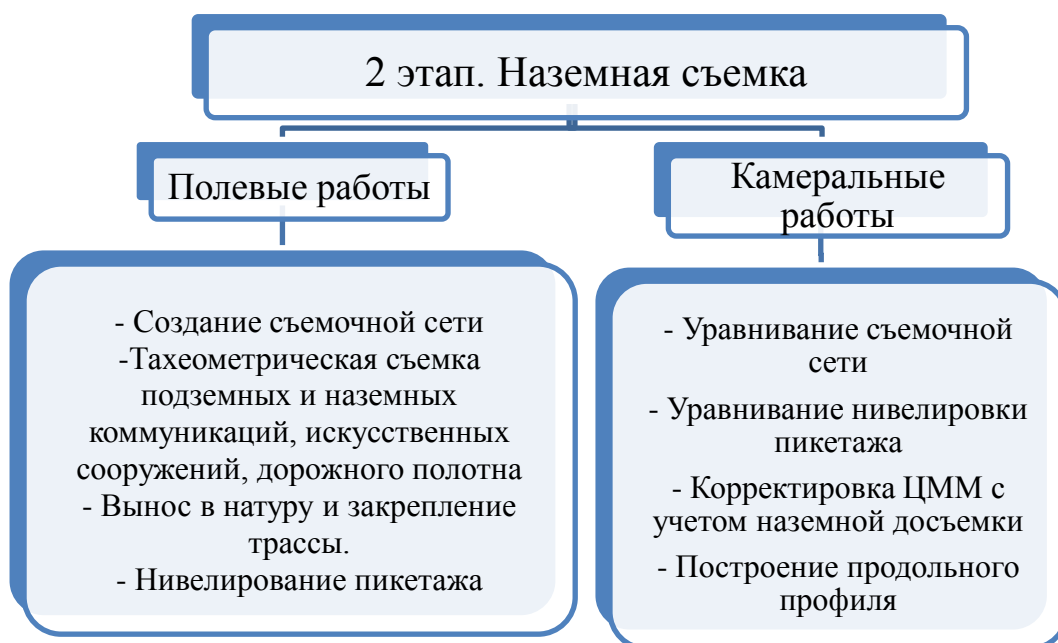 2 этап. Наземная съемка
Полевые работы
Камеральные
работы
- Создание съемочной сети
-Тахеометрическая съемка
подземных и наземных
коммуникаций, искусственных
сооружений, дорожного полотна
- Вынос в натуру и закрепление
трассы.
- Нивелирование пикетажа
- Уравнивание съемочной
сети
- Уравнивание нивелировки
пикетажа
- Корректировка ЦММ с
учетом наземной досъемки
- Построение продольного
профиля